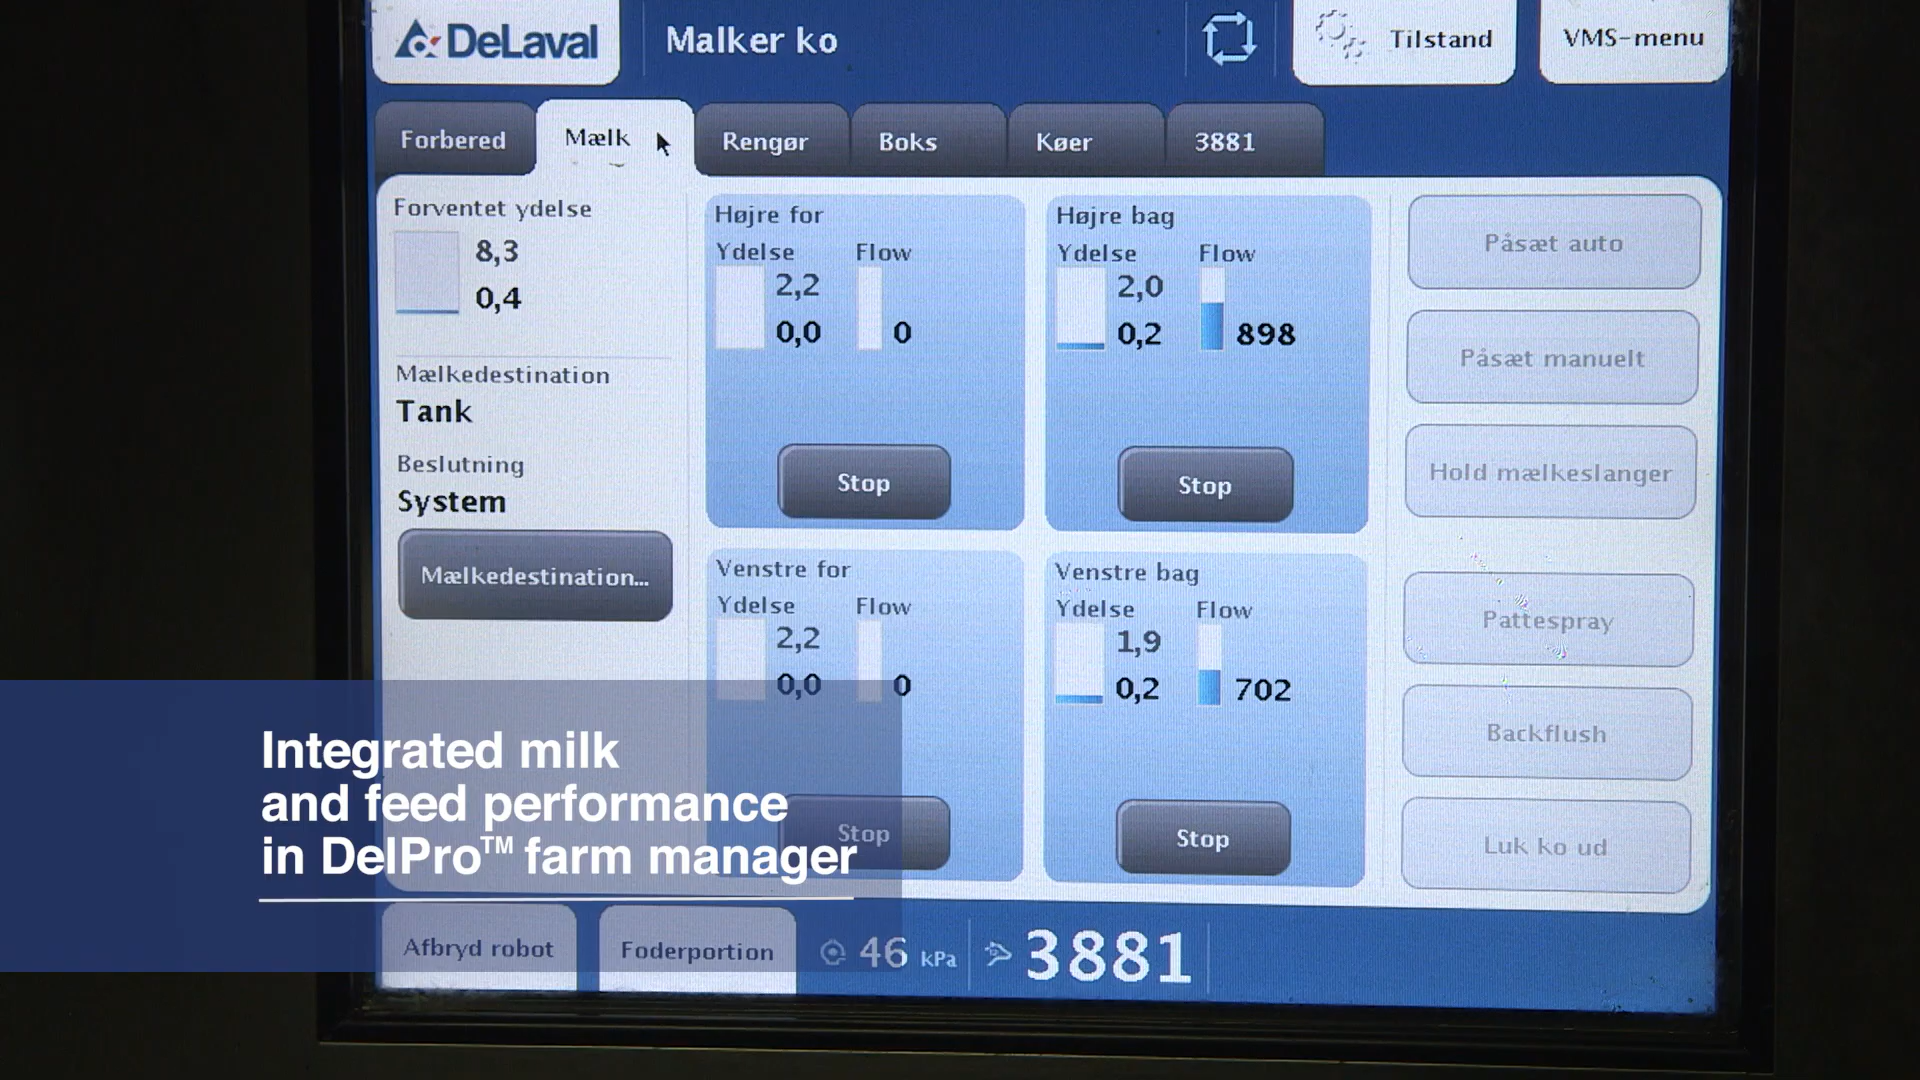 DeLaval
Malker ko
Tilstand
VMS-menu
Forbered
Mælk
Rengør
Boks
Køer
3881
Forventet ydelse
8,3
0,4
Mælkedestination
Tank
Beslutning
System
Mælkedestination...
Højre for
Ydelse Flow
2,2
0,0 0
Stop
Højre bag
Ydelse Flow
2,0
0,2 898
Stop
Venstre for
Ydelse Flow
2,2
0,0 0
Stop
Venstre bag
Ydelse Flow
1,9
0,2 702
Stop
Påsæt auto
Påsæt manuelt
Hold mælkeslanger
Pattespray
Backflush
Luk ko ud
Integrated milk
and feed performance
in DelPro™ farm manager
Afbryd robot
Foderportion
46 kPa
3881